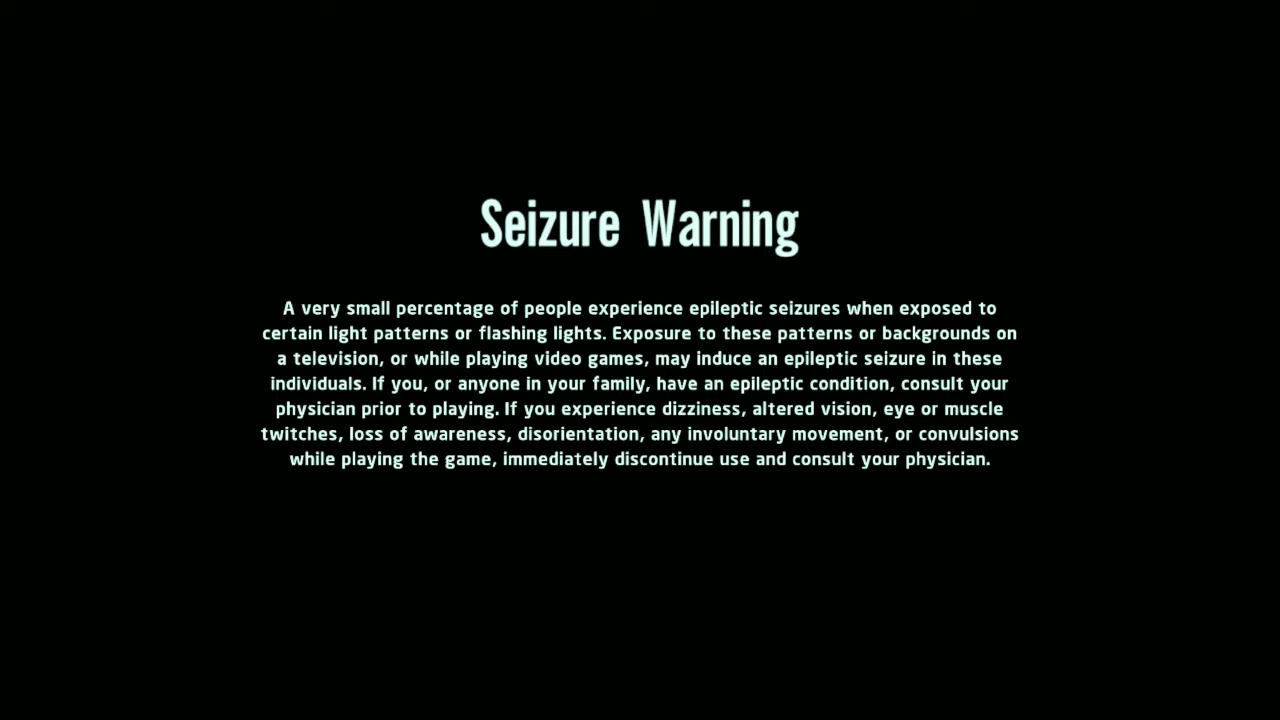 Seizure Warning
A very small percentage of people experience epileptic seizures when exposed to
certain light patterns or flashing lights. Exposure to these patterns or backgrounds on
a television, or while playing video games, may induce an epileptic seizure in these
individuals. If you, or anyone in your family, have an epileptic condition, consult your
physician prior to playing. If you experience dizziness, altered vision, eye or muscle
twitches, loss of awareness, disorientation, any involuntary movement, or convulsions
while playing the game, immediately discontinue use and consult your physician.